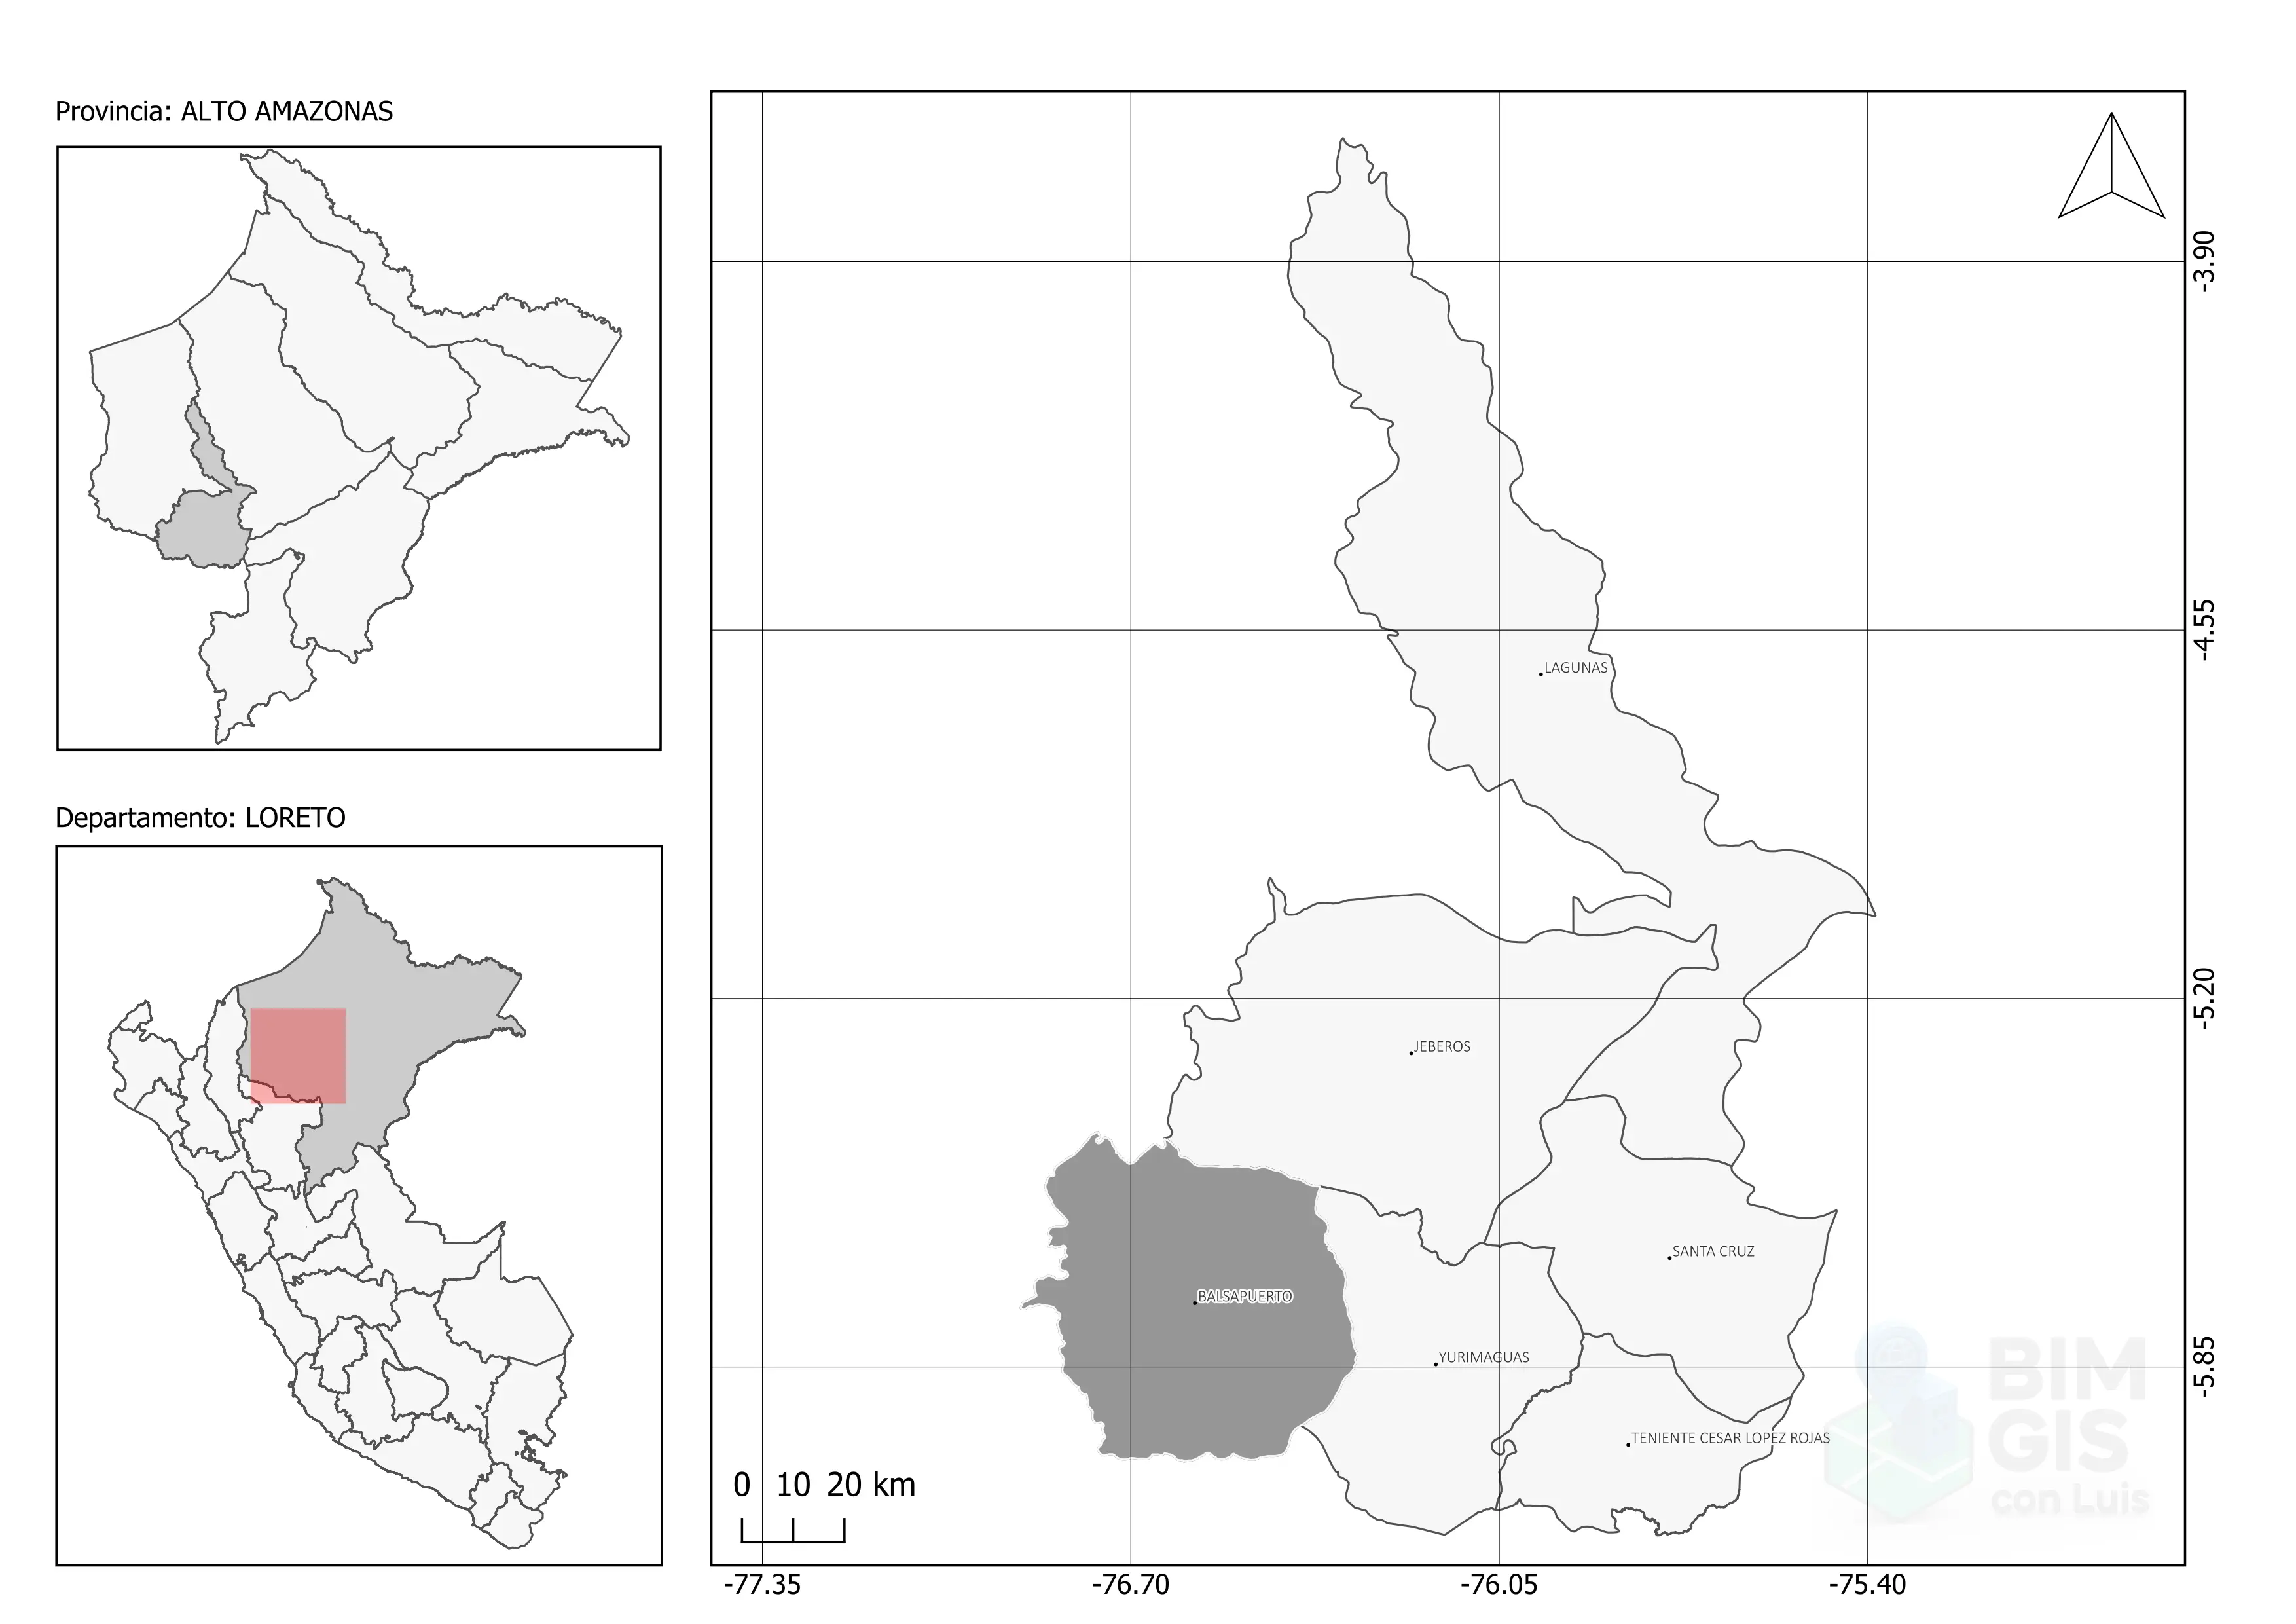 Provincia: ALTO AMAZONAS
Departamento: LORETO
-3.90
-4.55
LAGUNAS
-5.20
JEBEROS
SANTA CRUZ
BALSAPUERTO
YURIMAGUAS
-5.85
TENIENTE CESAR LOPEZ ROJAS
BIM
GIS
con Luis
0 10 20 km
-77.35 -76.70 -76.05 -75.40